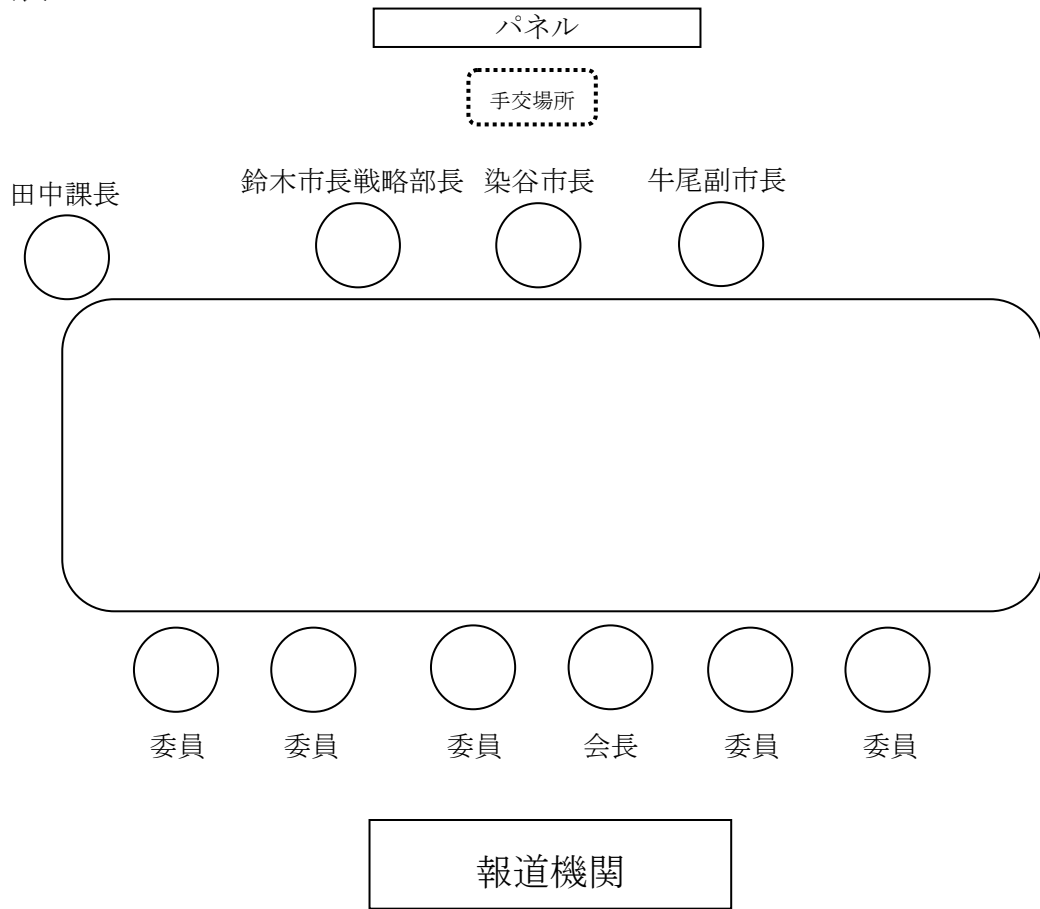 パネル
手交場所
田中課長 鈴木市長戦略部長 染谷市長 牛尾副市長
委員 委員 委員 会長 委員 委員
報道機関